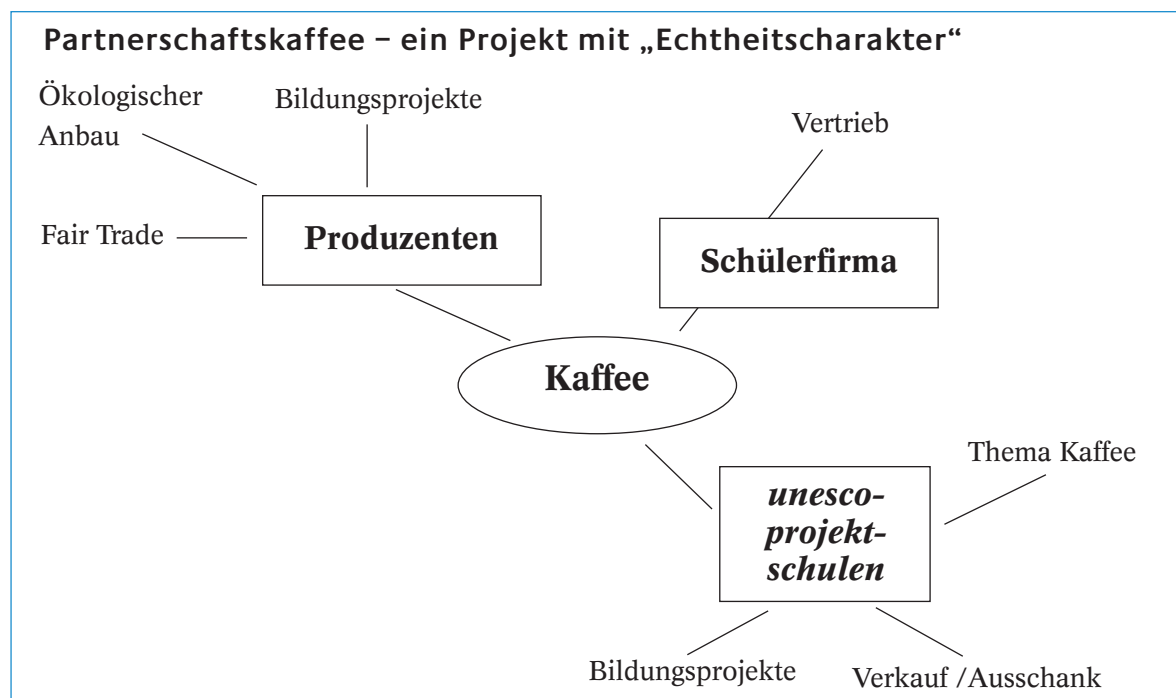 Partnerschaftskaffee – ein Projekt mit „Echtheitscharakter“
Ökologischer
Anbau
Bildungsprojekte
Vertrieb
Fair Trade
Produzenten
Schülerfirma
Kaffee
Thema Kaffee
unesco-
projekt-
schulen
Bildungsprojekte
Verkauf /Ausschank